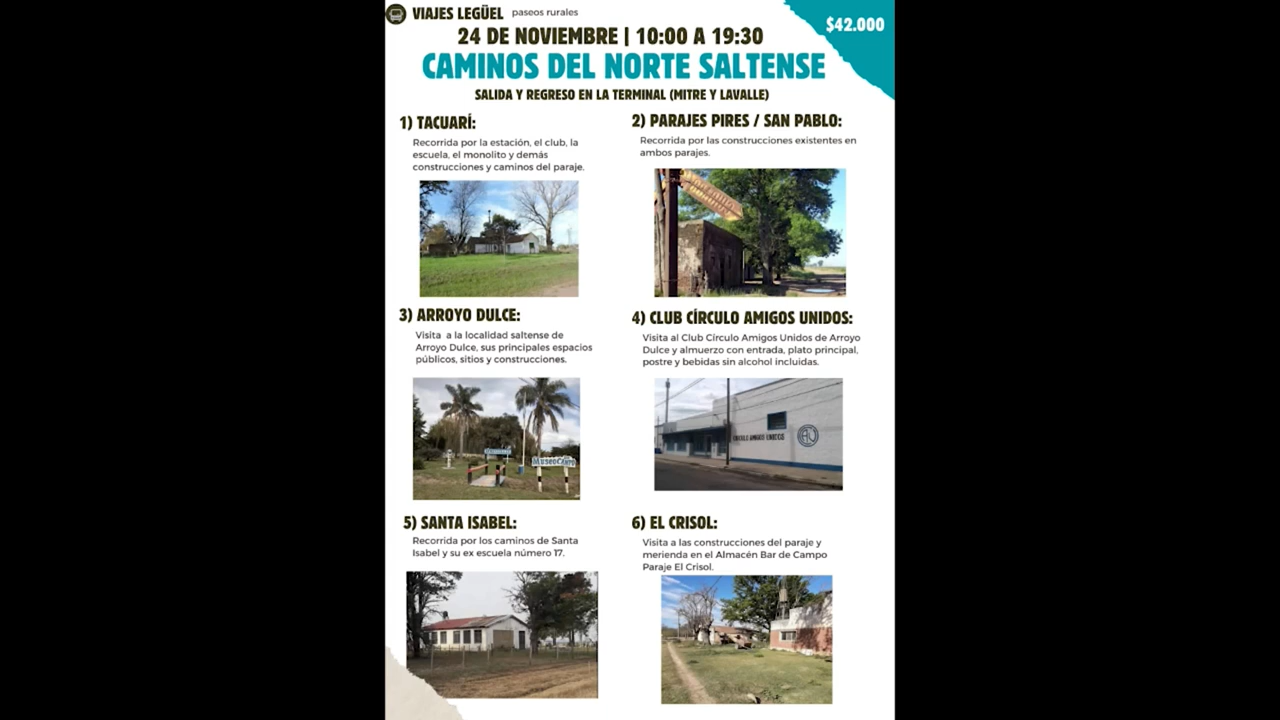 VIAJES LEGÜEL paseos rurales
$42.000
24 DE NOVIEMBRE | 10:00 A 19:30
CAMINOS DEL NORTE SALTENSE
SALIDA Y REGRESO EN LA TERMINAL (MITRE Y LAVALLE)
1) TACUARÍ:
Recorrida por la estación, el club, la
escuela, el monolito y demás
construcciones y caminos del paraje.
2) PARAJES PIRES / SAN PABLO:
Recorrida por las construcciones existentes en
ambos parajes.
3) ARROYO DULCE:
Visita a la localidad saltense de
Arroyo Dulce, sus principales espacios
públicos, sitios y construcciones.
MUSEO CAMPO
4) CLUB CÍRCULO AMIGOS UNIDOS:
Visita al Club Círculo Amigos Unidos de Arroyo
Dulce y almuerzo con entrada, plato principal,
postre y bebidas sin alcohol incluidas.
CIRCULO AMIGOS UNIDOS
5) SANTA ISABEL:
Recorrida por los caminos de Santa
Isabel y su ex escuela número 17.
6) EL CRISOL:
Visita a las construcciones del paraje y
merienda en el Almacén Bar de Campo
Paraje El Crisol.